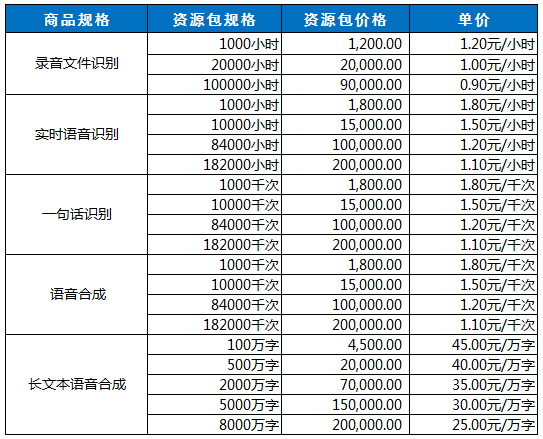 商品规格 资源包规格 资源包价格 单价
录音文件识别
1000小时 1,200.00 1.20元/小时
20000小时 20,000.00 1.00元/小时
100000小时 90,000.00 0.90元/小时
实时语音识别
1000小时 1,800.00 1.80元/小时
10000小时 15,000.00 1.50元/小时
84000小时 100,000.00 1.20元/小时
182000小时 200,000.00 1.10元/小时
一句话识别
1000千次 1,800.00 1.80元/千次
10000千次 15,000.00 1.50元/千次
84000千次 100,000.00 1.20元/千次
182000千次 200,000.00 1.10元/千次
语音合成
1000千次 1,800.00 1.80元/千次
10000千次 15,000.00 1.50元/千次
84000千次 100,000.00 1.20元/千次
182000千次 200,000.00 1.10元/千次
长文本语音合成
100万字 4,500.00 45.00元/万字
500万字 20,000.00 40.00元/万字
2000万字 70,000.00 35.00元/万字
5000万字 150,000.00 30.00元/万字
8000万字 200,000.00 25.00元/万字